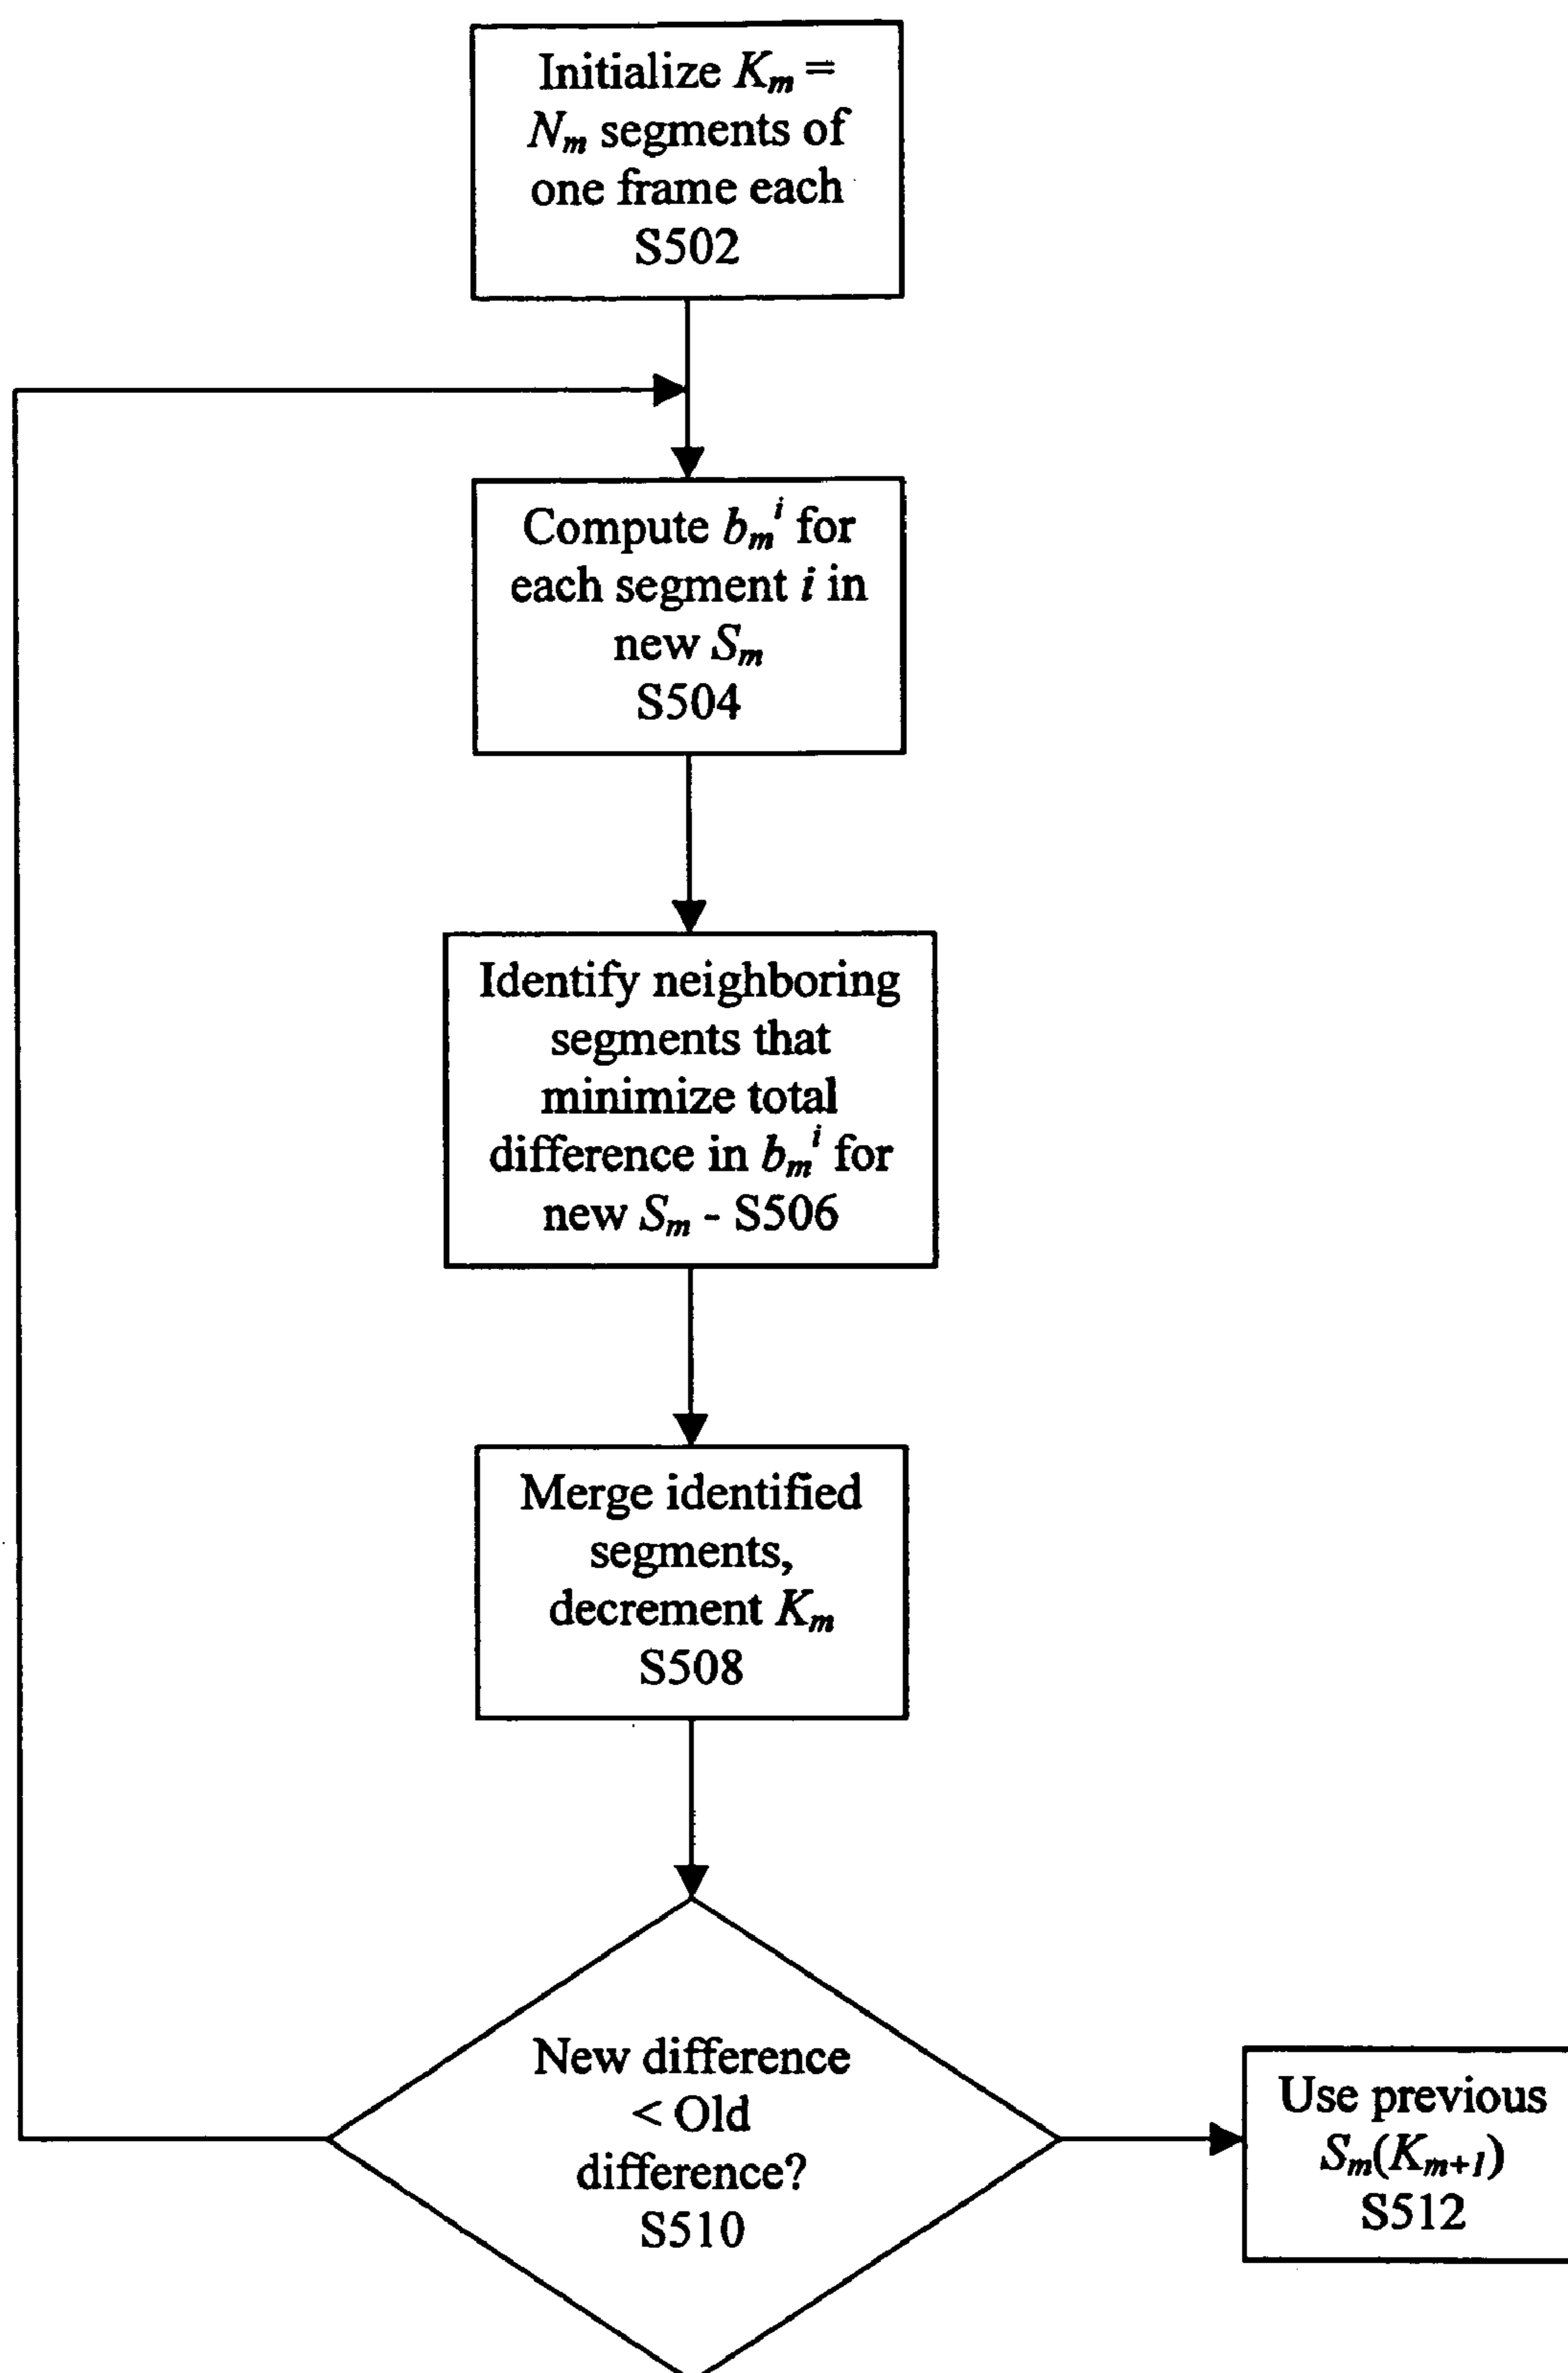 Initialize Kₘ =
Nₘ segments of
one frame each
S502
Compute bₘⁱ for
each segment i in
new Sₘ
S504
Identify neighboring
segments that
minimize total
difference in bₘⁱ for
new Sₘ - S506
Merge identified
segments,
decrement Kₘ
S508
New difference
< Old
difference?
S510
Use previous
Sₘ(Kₘ₊₁)
S512